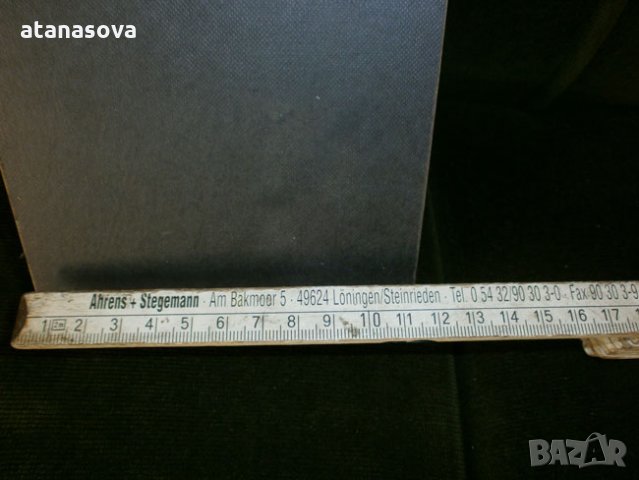 atanasova
Ahrens + Stegemann · Am Bakmoor 5 · 49624 Löningen/Steinrieden · Tel. 0 54 32/90 30 3-0 · Fax 90 30 3-9
1 2m 2 3 4 5 6 7 8 9 10 11 12 13 14 15 16 17
BAZAR